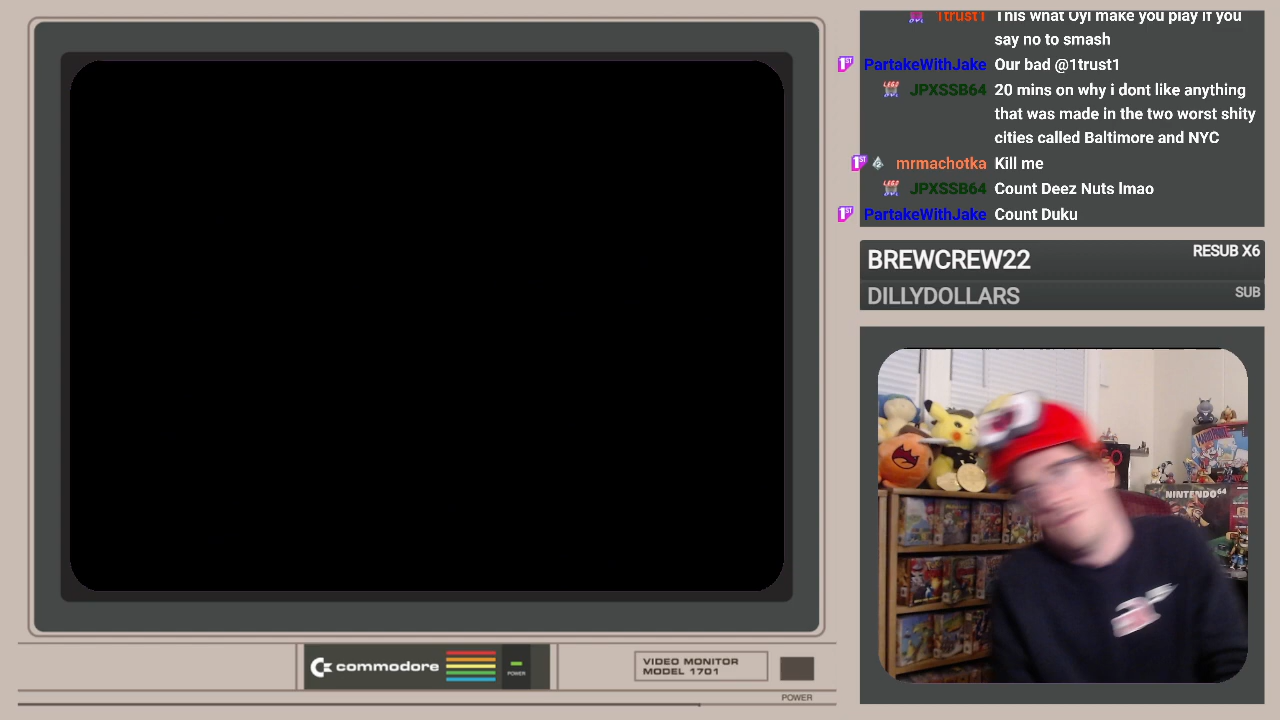 1trust1 This what Oyi make you play if you
say no to smash
PartakeWithJake Our bad @1trust1
JPXSSB64 20 mins on why i dont like anything
that was made in the two worst shity
cities called Baltimore and NYC
mrmachotka Kill me
JPXSSB64 Count Deez Nuts lmao
PartakeWithJake Count Duku
BREWCREW22 RESUB X6
DILLYDOLLARS SUB
NINTENDO 64
commodore
POWER
VIDEO MONITOR
MODEL 1701
POWER